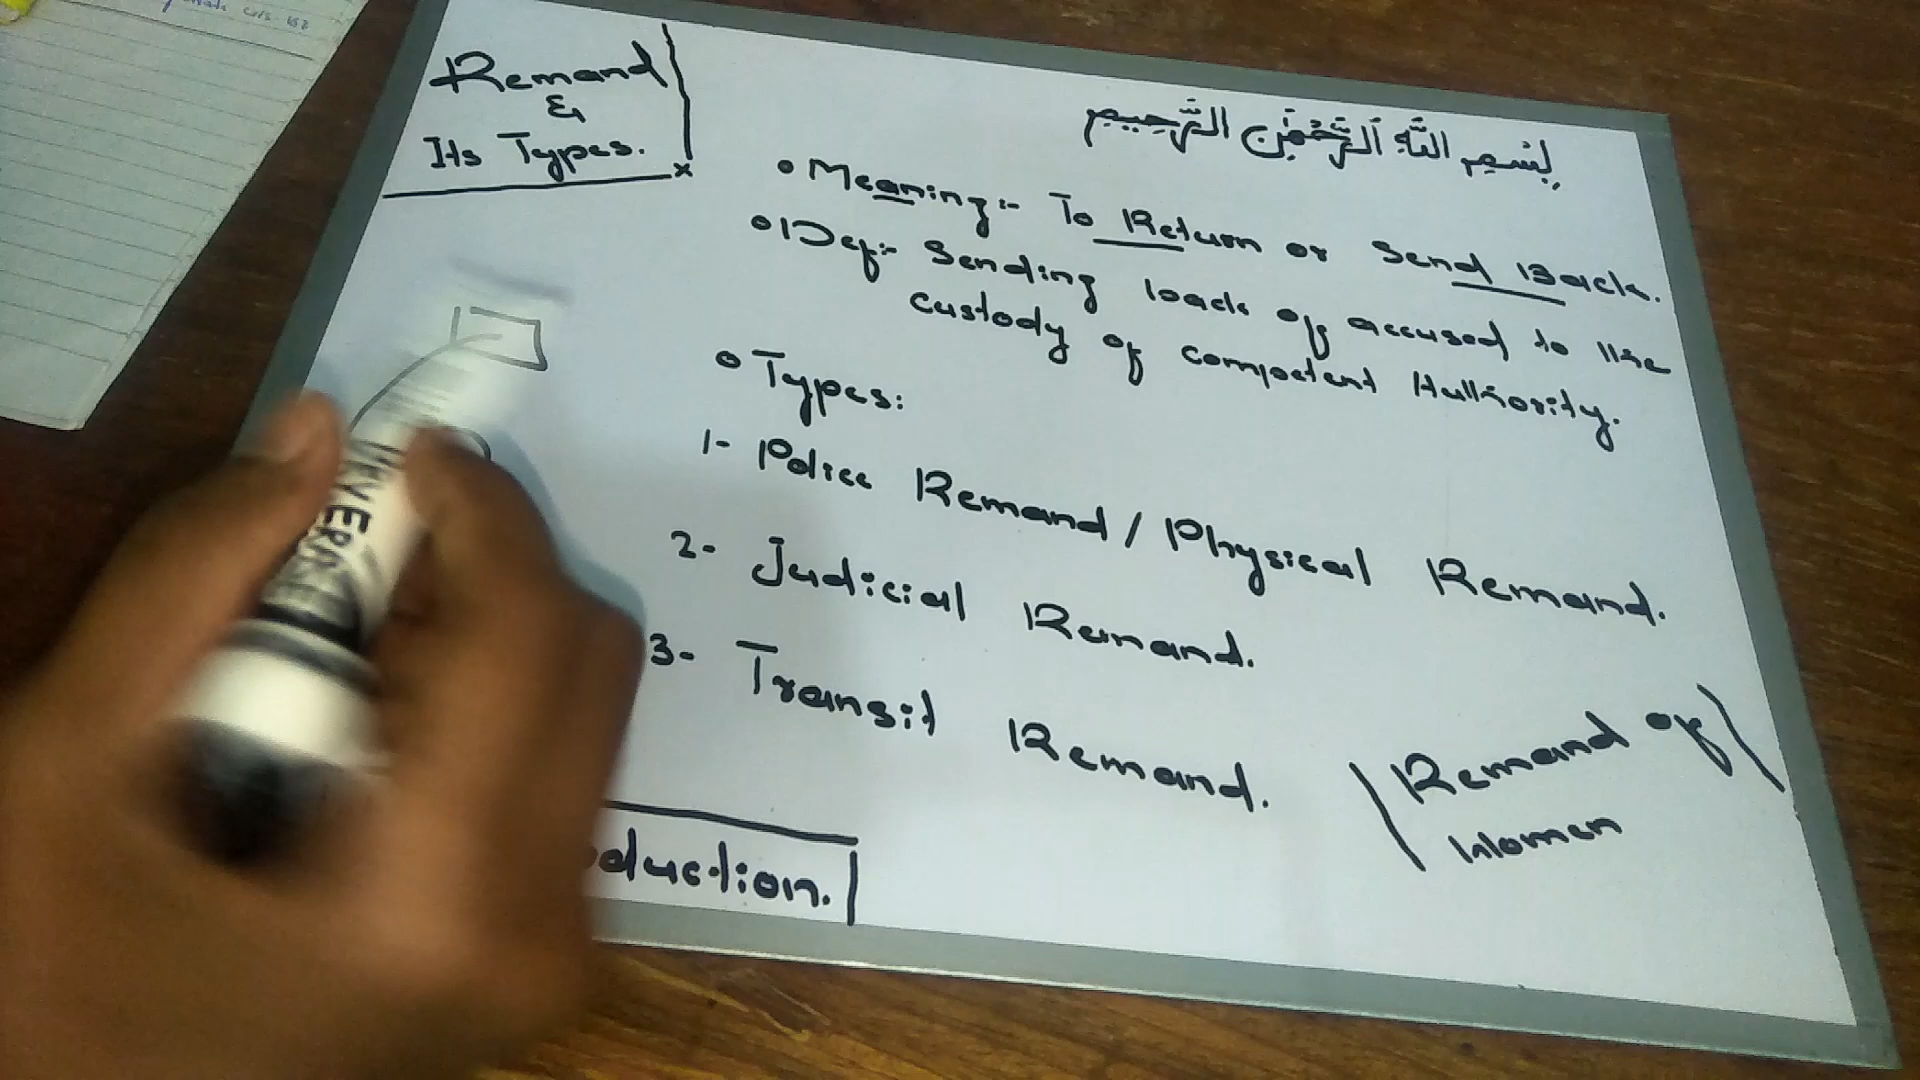 Remand
&
Its Types.
بِسْمِ اللّٰهِ الرَّحْمٰنِ الرَّحِيمِ
• Meaning:- To Return or Send Back.
• Def:- Sending back of accused to the
custody of competent Authority.
• Types:
1- Police Remand / Physical Remand.
2- Judicial Remand.
3- Transit Remand.
Remand of
Women
oduction.